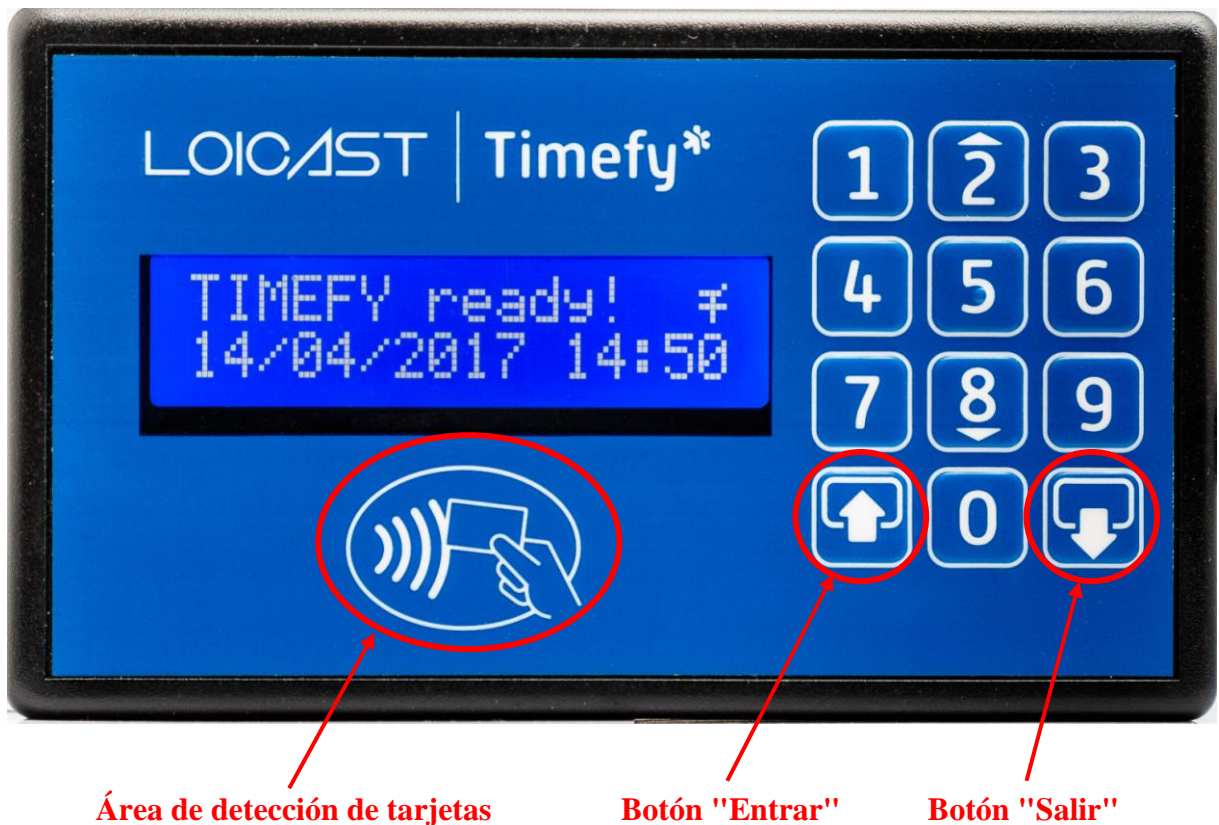 LOICAST | Timefy*
TIMEFY ready!
14/04/2017 14:50
1 2 3
4 5 6
7 8 9
0
Área de detección de tarjetas
Botón "Entrar"
Botón "Salir"